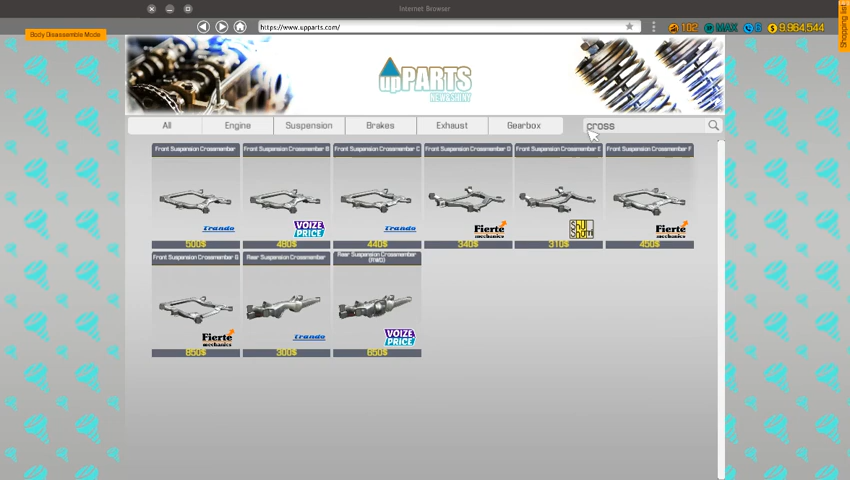 Internet Browser
https://www.upparts.com/
102
MAX
6
9.964.544
Shopping list
Body Disassemble Mode
upPARTS
NEW&SHINY
All
Engine
Suspension
Brakes
Exhaust
Gearbox
cross
Front Suspension Crossmember
Front Suspension Crossmember B
Front Suspension Crossmember C
Front Suspension Crossmember D
Front Suspension Crossmember E
Front Suspension Crossmember F
Trando
VOIZE PRICE
Trando
Fierte mechanics
Fierte mechanics
500$
480$
440$
340$
310$
450$
Front Suspension Crossmember G
Rear Suspension Crossmember
Rear Suspension Crossmember
(RWD)
Fierte mechanics
Trando
VOIZE PRICE
850$
300$
650$